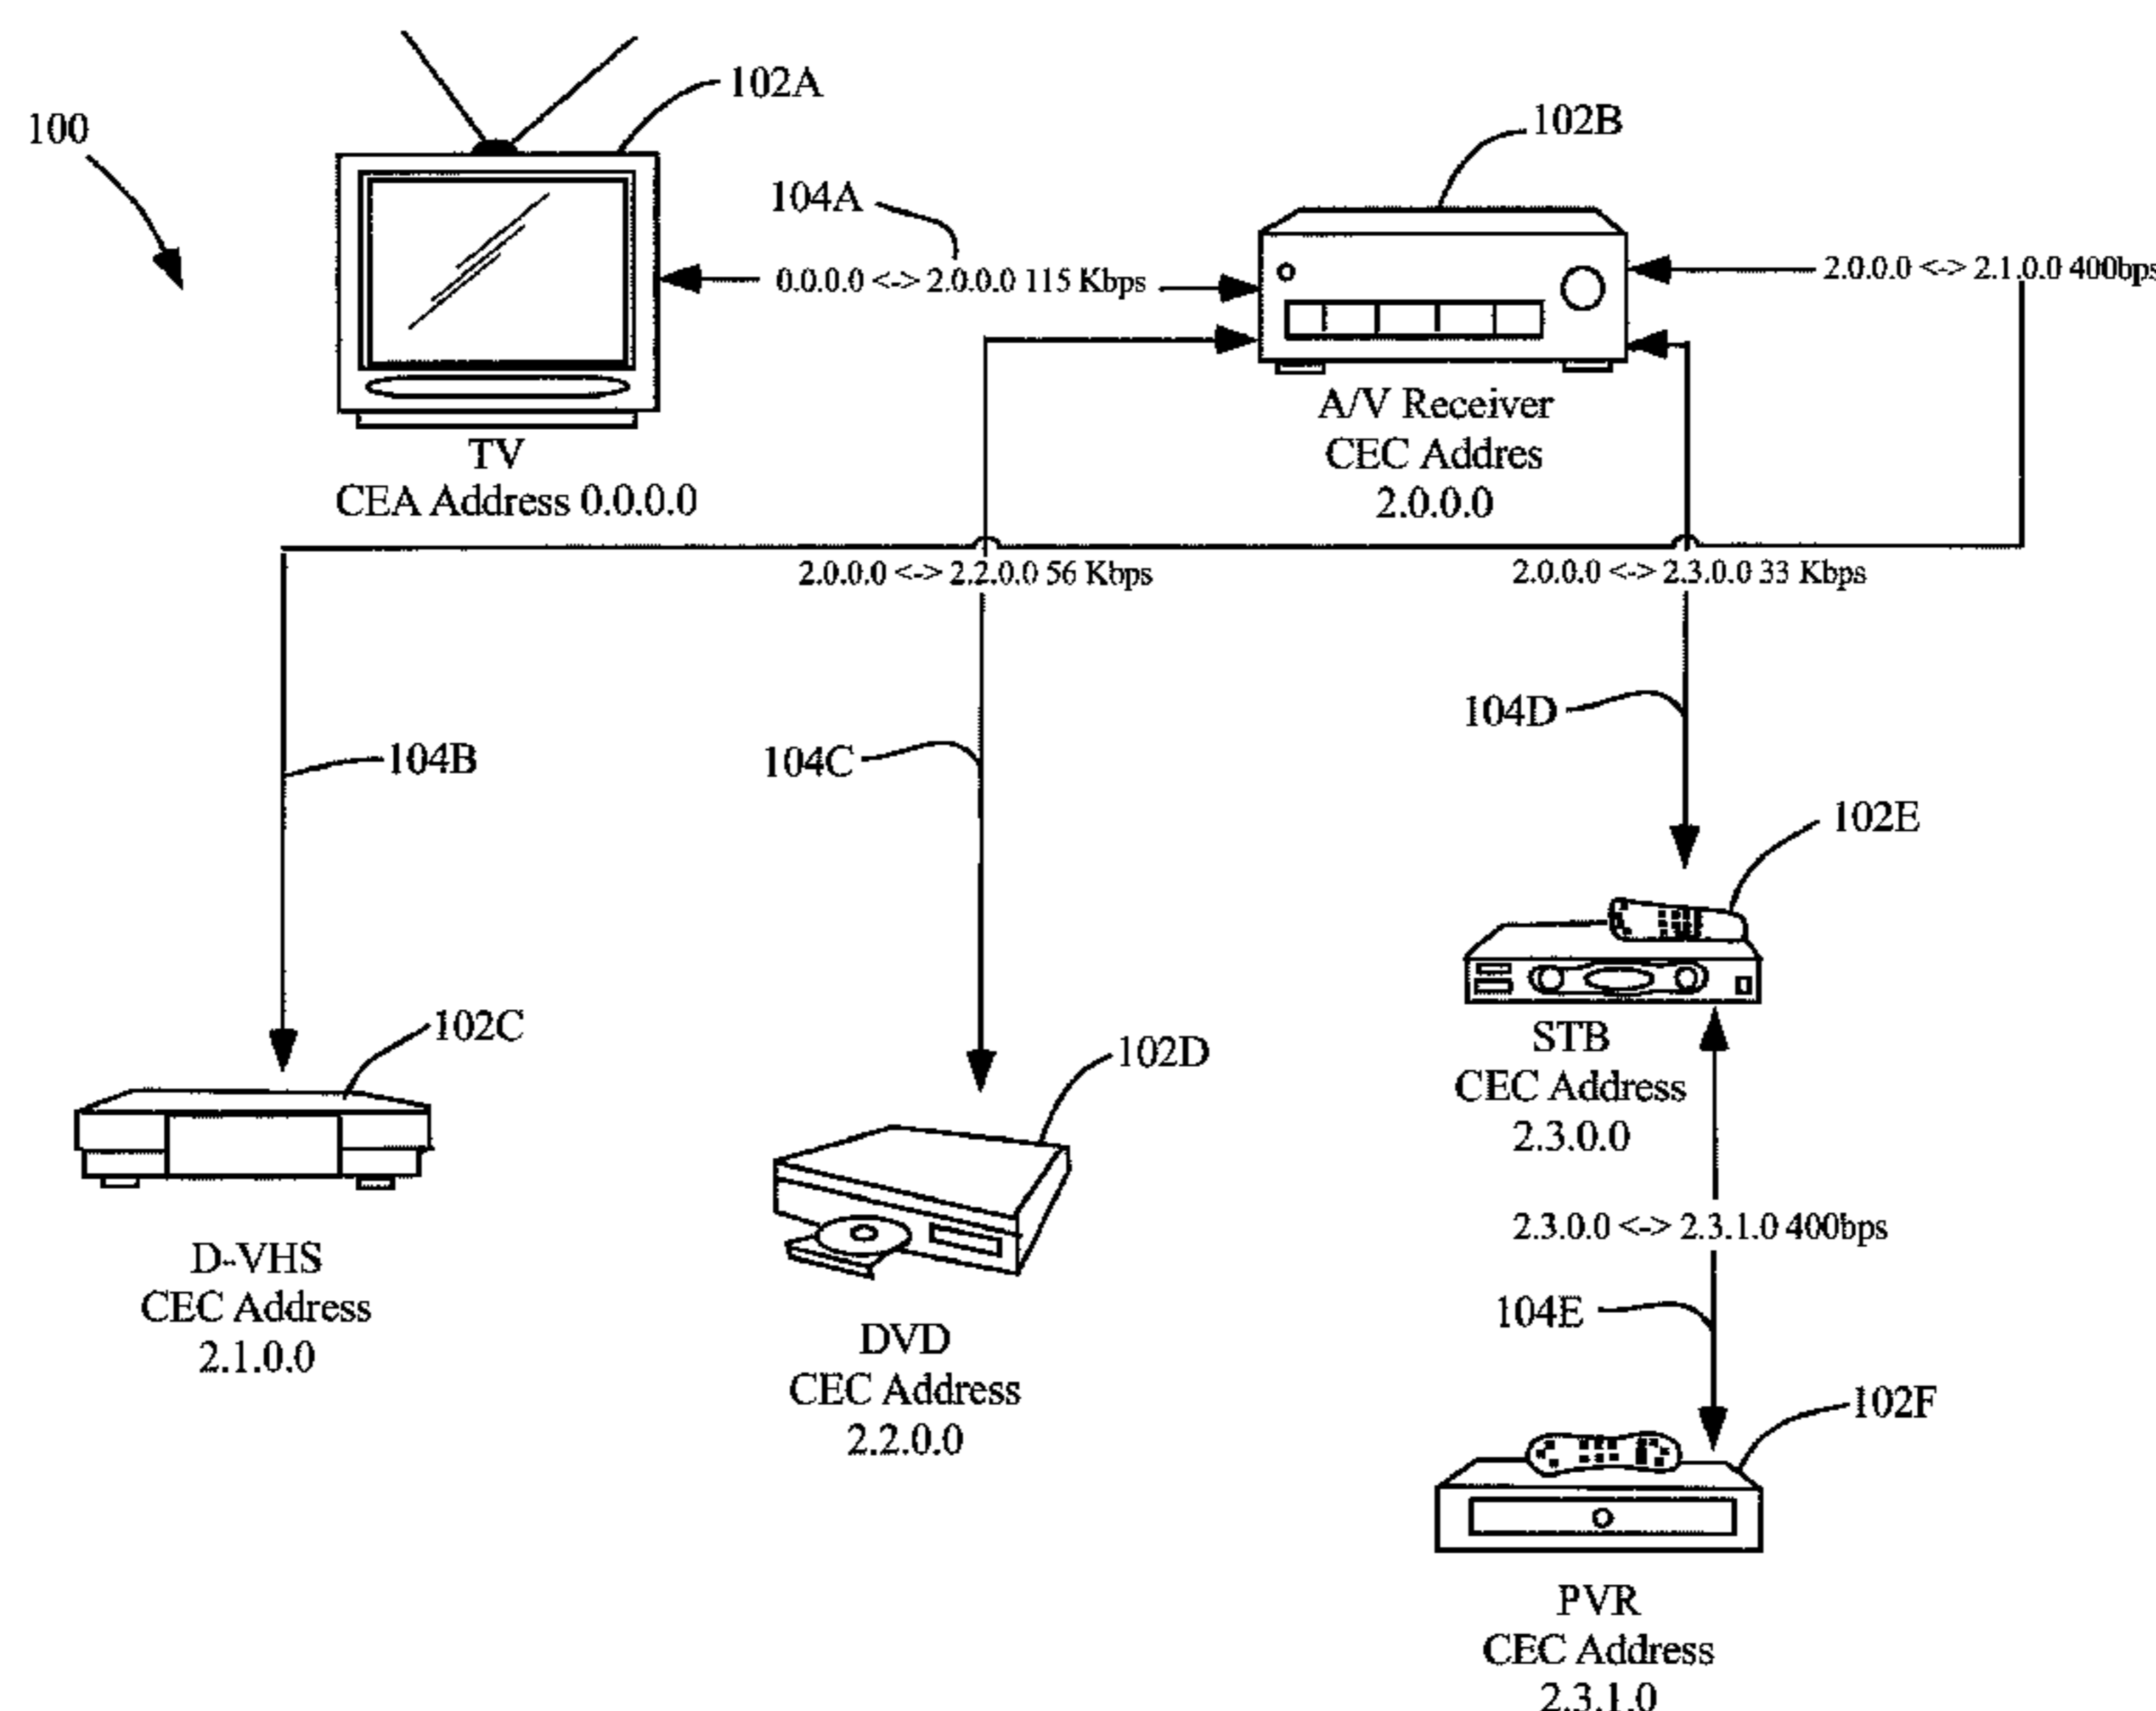 100
102A
102B
104A
0.0.0.0 <-> 2.0.0.0 115 Kbps
2.0.0.0 <-> 2.1.0.0 400bps
TV
CEA Address 0.0.0.0
A/V Receiver
CEC Addres
2.0.0.0
2.0.0.0 <-> 2.2.0.0 56 Kbps
2.0.0.0 <-> 2.3.0.0 33 Kbps
104B
104C
104D
102E
102C
102D
STB
CEC Address
2.3.0.0
D-VHS
CEC Address
2.1.0.0
2.3.0.0 <-> 2.3.1.0 400bps
104E
DVD
CEC Address
2.2.0.0
102F
PVR
CEC Address
2.3.1.0